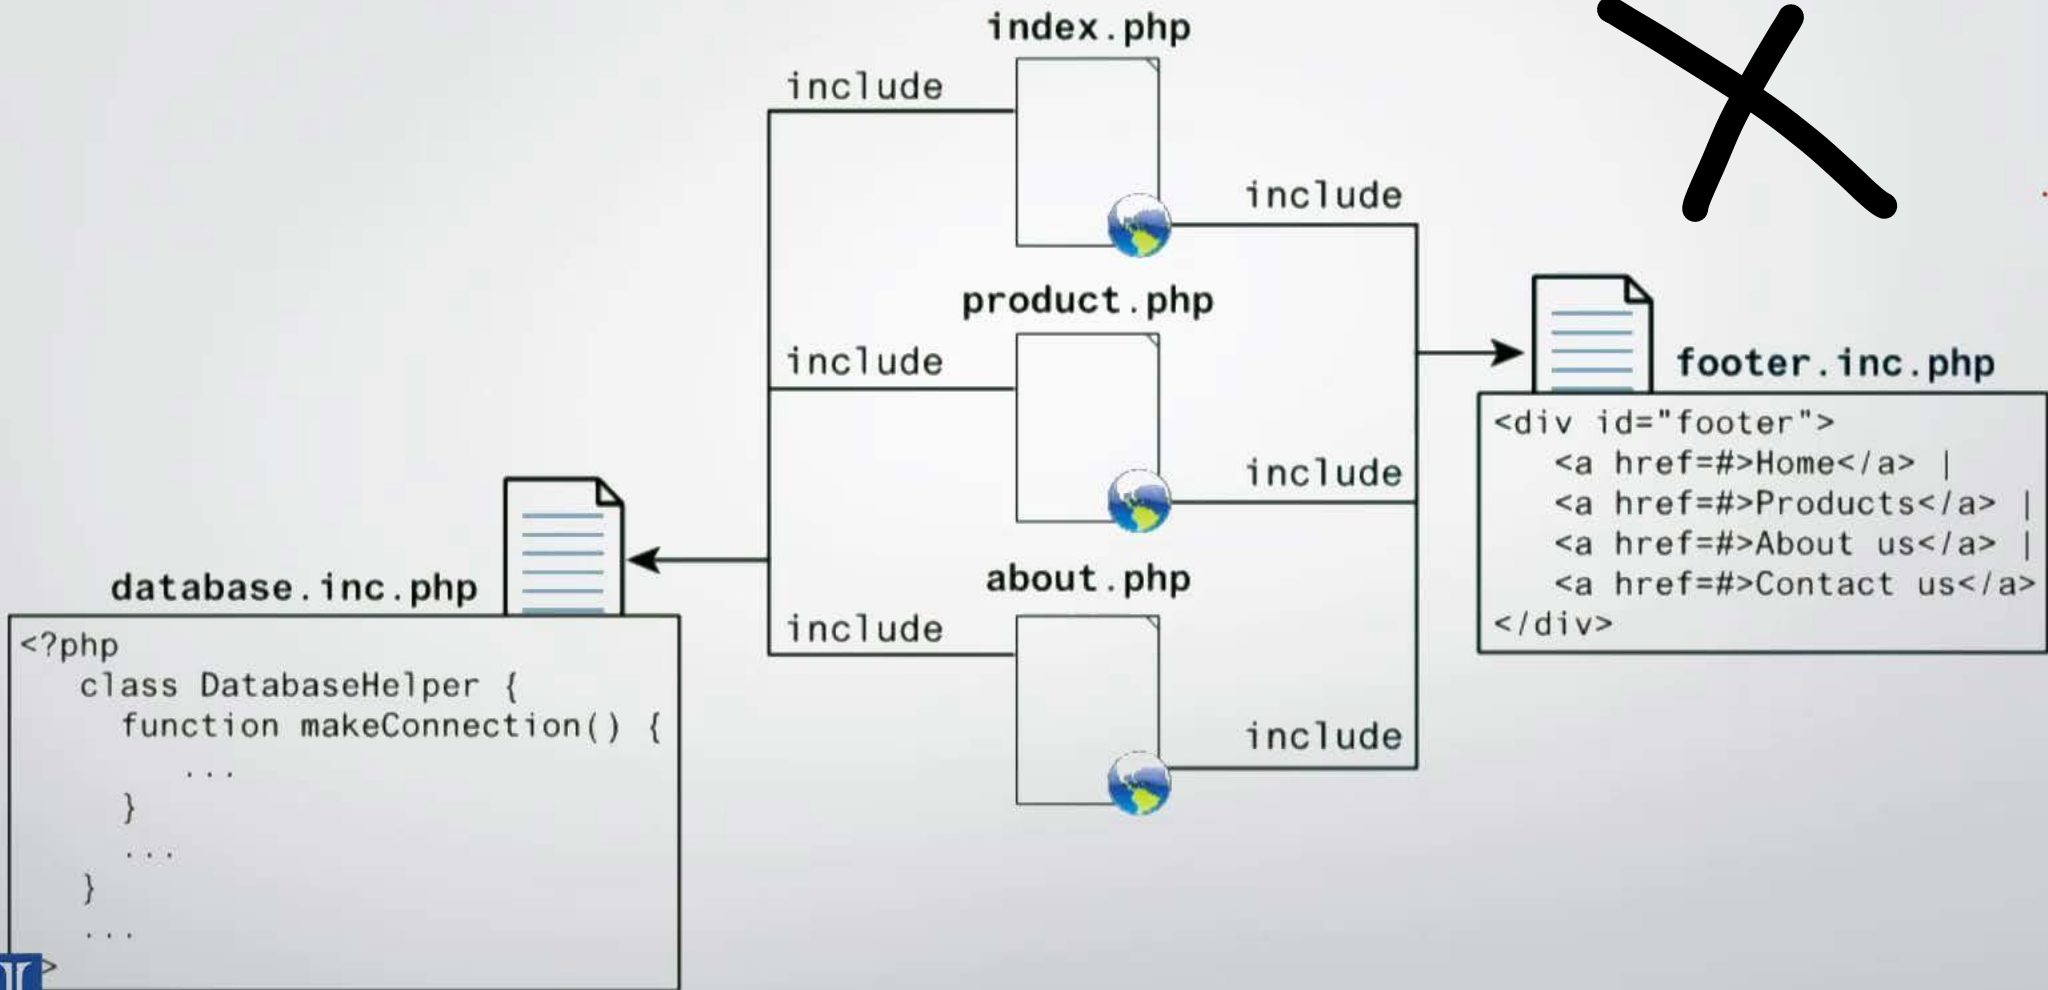 index.php
include
include
product.php
include
include
about.php
include
include
footer.inc.php
<div id="footer">
   <a href=#>Home</a> |
   <a href=#>Products</a> |
   <a href=#>About us</a> |
   <a href=#>Contact us</a>
</div>
database.inc.php
<?php
   class DatabaseHelper {
     function makeConnection() {
        ...
     }
     ...
   }
   ...
>